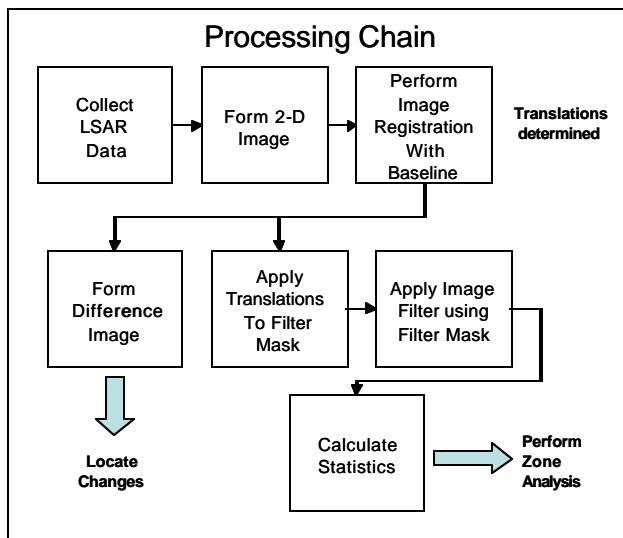 Processing Chain
Collect
LSAR
Data
Form 2-D
Image
Perform
Image
Registration
With
Baseline
Translations
determined
Form
Difference
Image
Apply
Translations
To Filter
Mask
Apply Image
Filter using
Filter Mask
Locate
Changes
Calculate
Statistics
Perform
Zone
Analysis